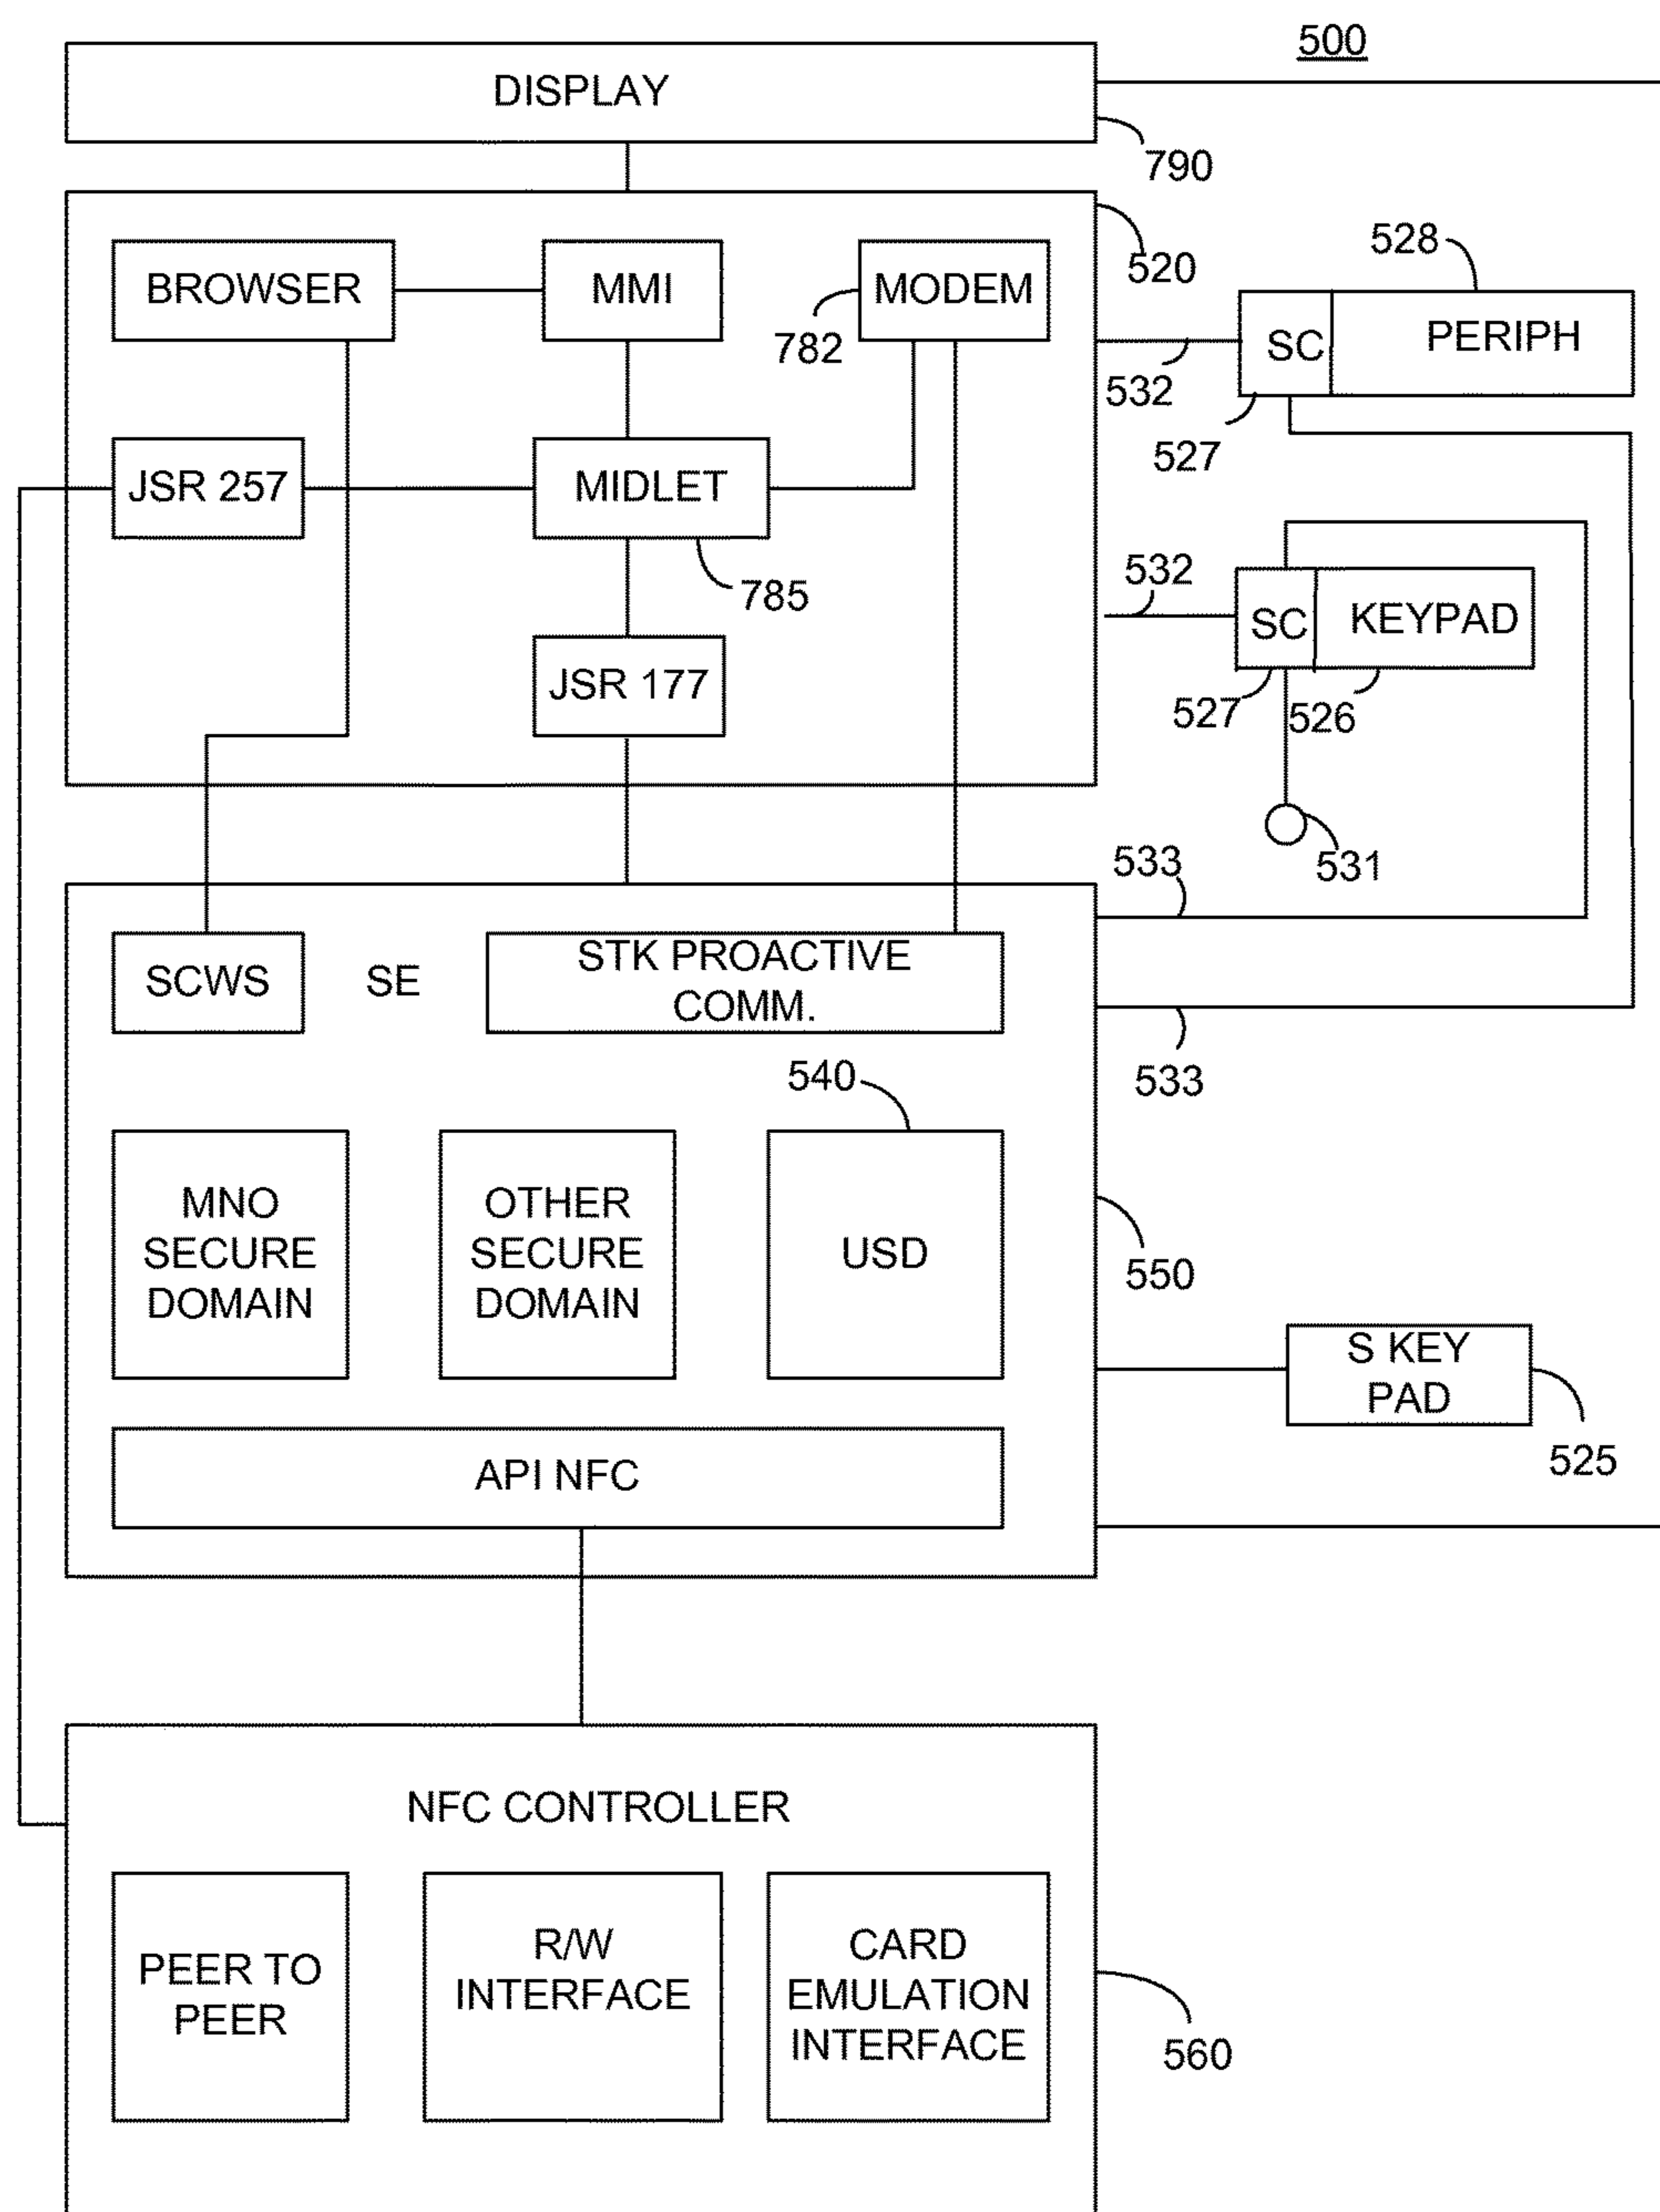 500
DISPLAY
790
520
BROWSER
MMI
MODEM
782
528
SC
PERIPH
532
527
JSR 257
MIDLET
785
532
SC
KEYPAD
527
526
JSR 177
531
533
SCWS
SE
STK PROACTIVE
COMM.
533
540
MNO
SECURE
DOMAIN
OTHER
SECURE
DOMAIN
USD
550
S KEY
PAD
525
API NFC
NFC CONTROLLER
PEER TO
PEER
R/W
INTERFACE
CARD
EMULATION
INTERFACE
560